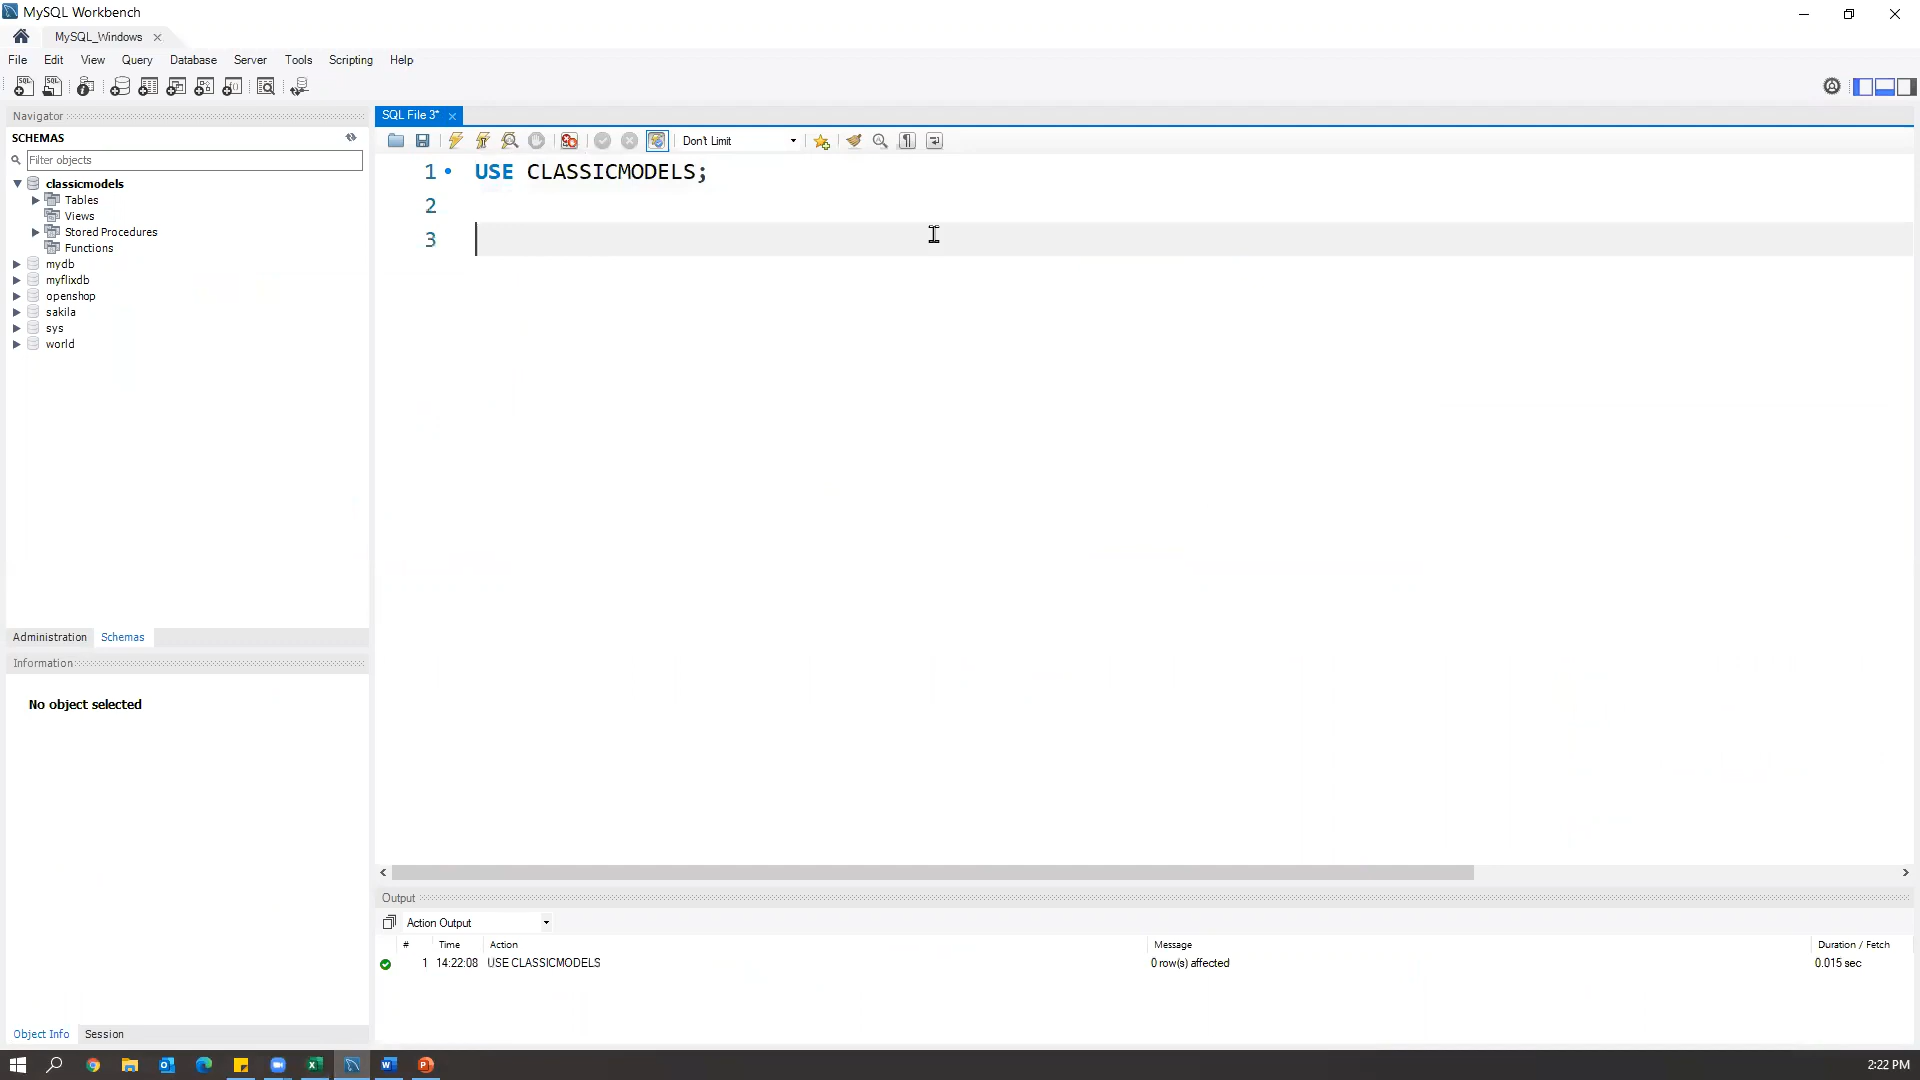 MySQL Workbench
MySQL_Windows
File Edit View Query Database Server Tools Scripting Help
Navigator
SCHEMAS
Filter objects
classicmodels
Tables
Views
Stored Procedures
Functions
mydb
myflixdb
openshop
sakila
sys
world
Administration Schemas
Information
No object selected
Object Info Session
SQL File 3*
Don't Limit
1 USE CLASSICMODELS;
2
3
Output
Action Output
# Time Action Message Duration / Fetch
1 14:22:08 USE CLASSICMODELS 0 row(s) affected 0.015 sec
2:22 PM